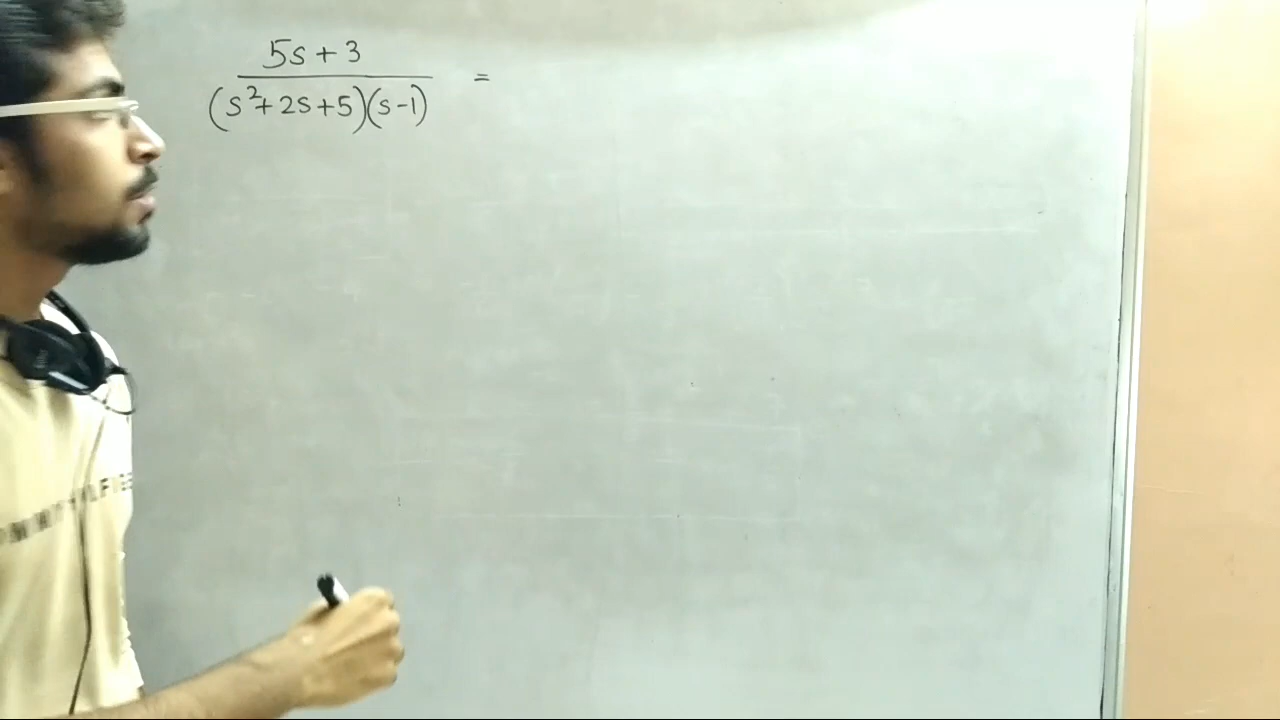 5s + 3
(s²+ 2s + 5)(s - 1) =